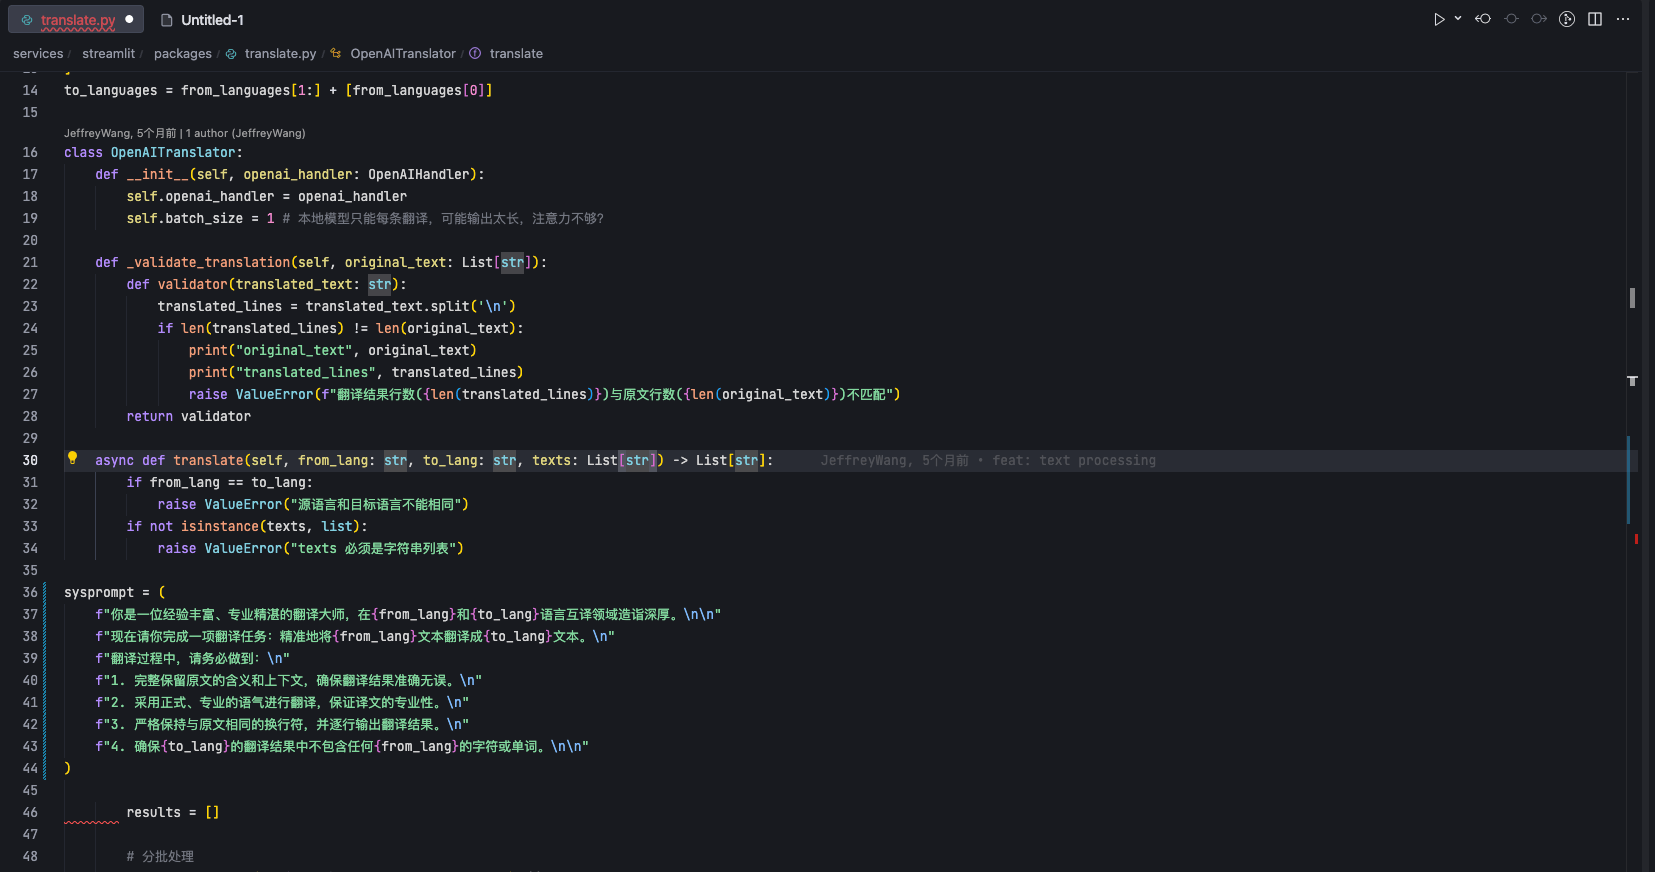 translate.py Untitled-1
services / streamlit / packages / translate.py / OpenAITranslator / translate
14 to_languages = from_languages[1:] + [from_languages[0]]
15
JeffreyWang, 5个月前 | 1 author (JeffreyWang)
16 class OpenAITranslator:
17 def __init__(self, openai_handler: OpenAIHandler):
18 self.openai_handler = openai_handler
19 self.batch_size = 1 # 本地模型只能每条翻译，可能输出太长，注意力不够？
20
21 def _validate_translation(self, original_text: List[str]):
22 def validator(translated_text: str):
23 translated_lines = translated_text.split('\n')
24 if len(translated_lines) != len(original_text):
25 print("original_text", original_text)
26 print("translated_lines", translated_lines)
27 raise ValueError(f"翻译结果行数({len(translated_lines)})与原文行数({len(original_text)})不匹配")
28 return validator
29
30 async def translate(self, from_lang: str, to_lang: str, texts: List[str]) -> List[str]: JeffreyWang, 5个月前 • feat: text processing
31 if from_lang == to_lang:
32 raise ValueError("源语言和目标语言不能相同")
33 if not isinstance(texts, list):
34 raise ValueError("texts 必须是字符串列表")
35
36 sysprompt = (
37 f"你是一位经验丰富、专业精湛的翻译大师，在{from_lang}和{to_lang}语言互译领域造诣深厚。\n\n"
38 f"现在请你完成一项翻译任务：精准地将{from_lang}文本翻译成{to_lang}文本。\n"
39 f"翻译过程中，请务必做到：\n"
40 f"1. 完整保留原文的含义和上下文，确保翻译结果准确无误。\n"
41 f"2. 采用正式、专业的语气进行翻译，保证译文的专业性。\n"
42 f"3. 严格保持与原文相同的换行符，并逐行输出翻译结果。\n"
43 f"4. 确保{to_lang}的翻译结果中不包含任何{from_lang}的字符或单词。\n\n"
44 )
45
46 results = []
47
48 # 分批处理